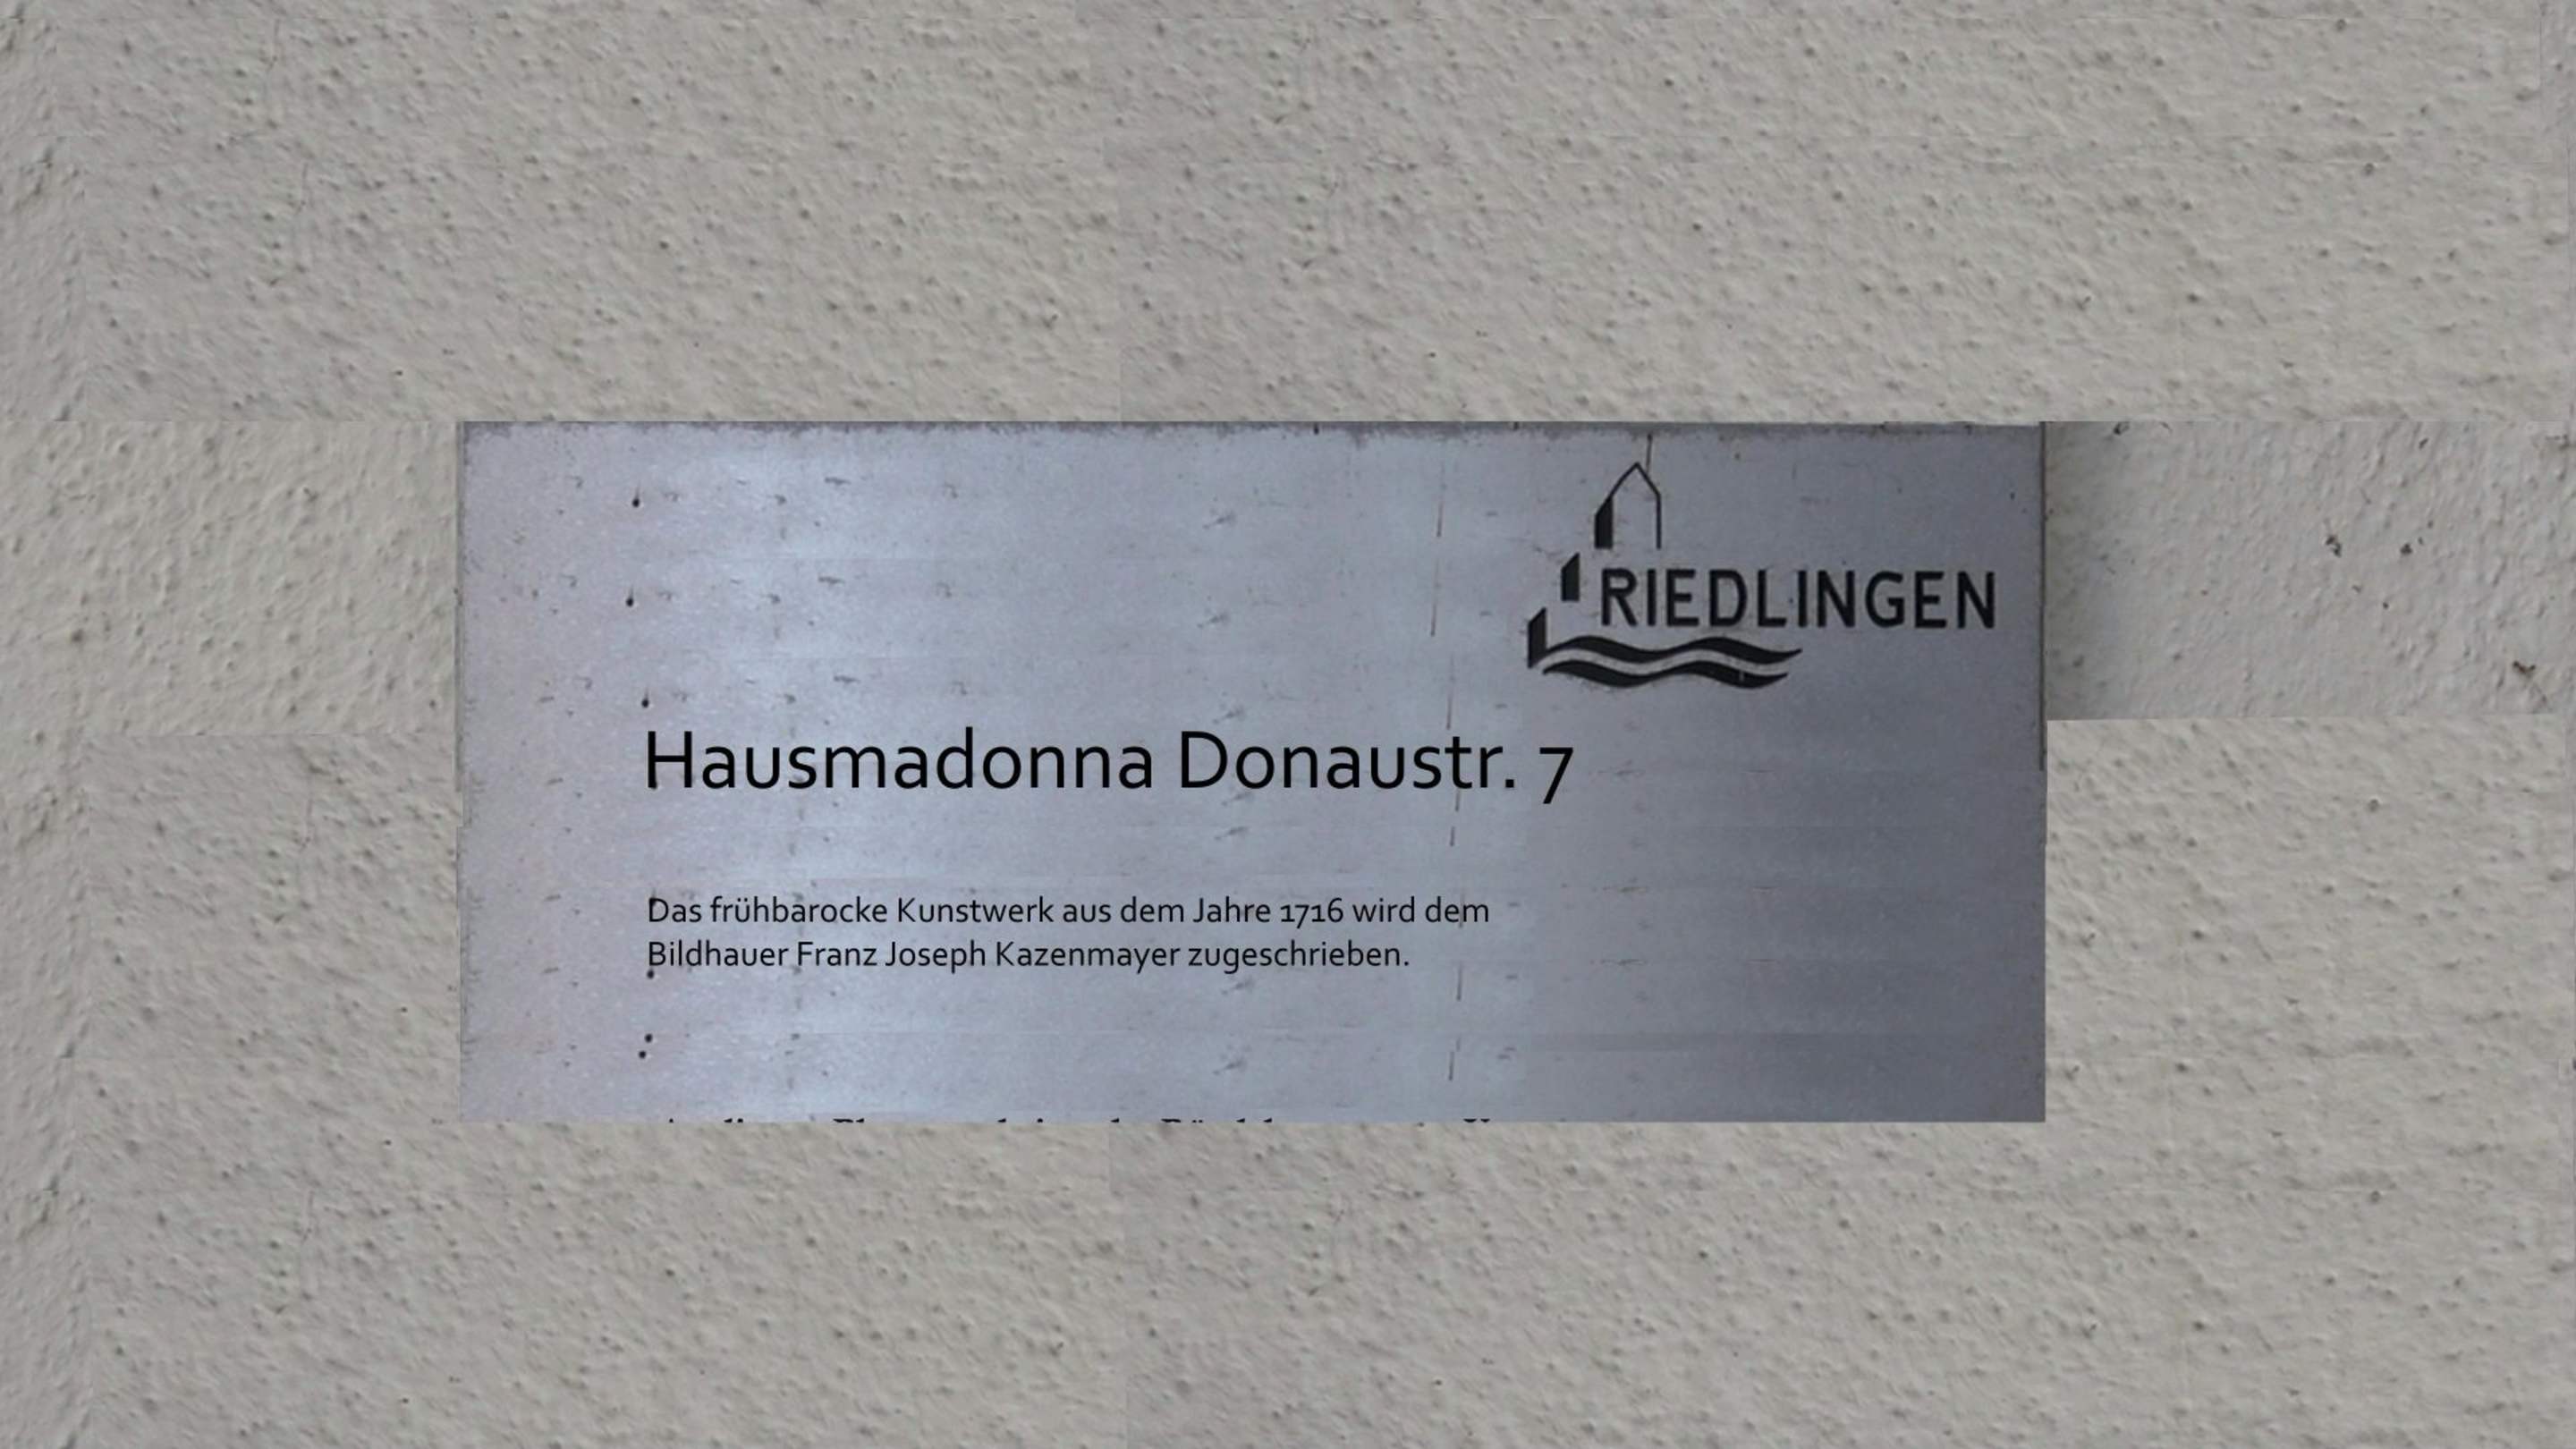 RIEDLINGEN
Hausmadonna Donaustr. 7
Das frühbarocke Kunstwerk aus dem Jahre 1716 wird dem
Bildhauer Franz Joseph Kazenmayer zugeschrieben.